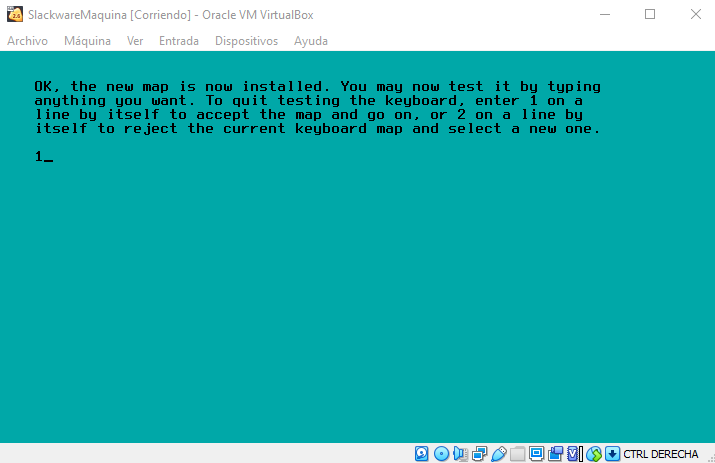 SlackwareMaquina [Corriendo] - Oracle VM VirtualBox
Archivo Máquina Ver Entrada Dispositivos Ayuda
OK, the new map is now installed. You may now test it by typing
anything you want. To quit testing the keyboard, enter 1 on a
line by itself to accept the map and go on, or 2 on a line by
itself to reject the current keyboard map and select a new one.
1_
CTRL DERECHA